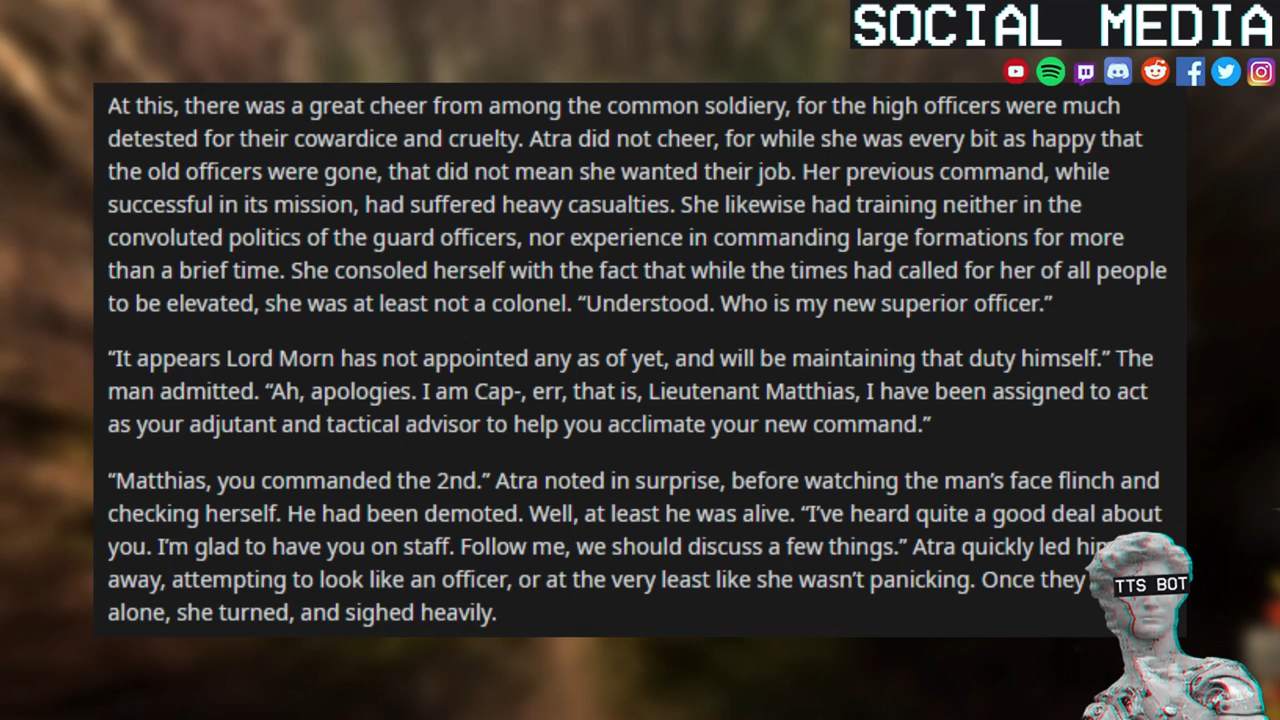 SOCIAL MEDIA
At this, there was a great cheer from among the common soldiery, for the high officers were much
detested for their cowardice and cruelty. Atra did not cheer, for while she was every bit as happy that
the old officers were gone, that did not mean she wanted their job. Her previous command, while
successful in its mission, had suffered heavy casualties. She likewise had training neither in the
convoluted politics of the guard officers, nor experience in commanding large formations for more
than a brief time. She consoled herself with the fact that while the times had called for her of all people
to be elevated, she was at least not a colonel. “Understood. Who is my new superior officer.”
“It appears Lord Morn has not appointed any as of yet, and will be maintaining that duty himself.” The
man admitted. “Ah, apologies. I am Cap-, err, that is, Lieutenant Matthias, I have been assigned to act
as your adjutant and tactical advisor to help you acclimate your new command.”
“Matthias, you commanded the 2nd.” Atra noted in surprise, before watching the man’s face flinch and
checking herself. He had been demoted. Well, at least he was alive. “I’ve heard quite a good deal about
you. I’m glad to have you on staff. Follow me, we should discuss a few things.” Atra quickly led
away, attempting to look like an officer, or at the very least like she wasn’t panicking. Once they
alone, she turned, and sighed heavily.
TTS BOT